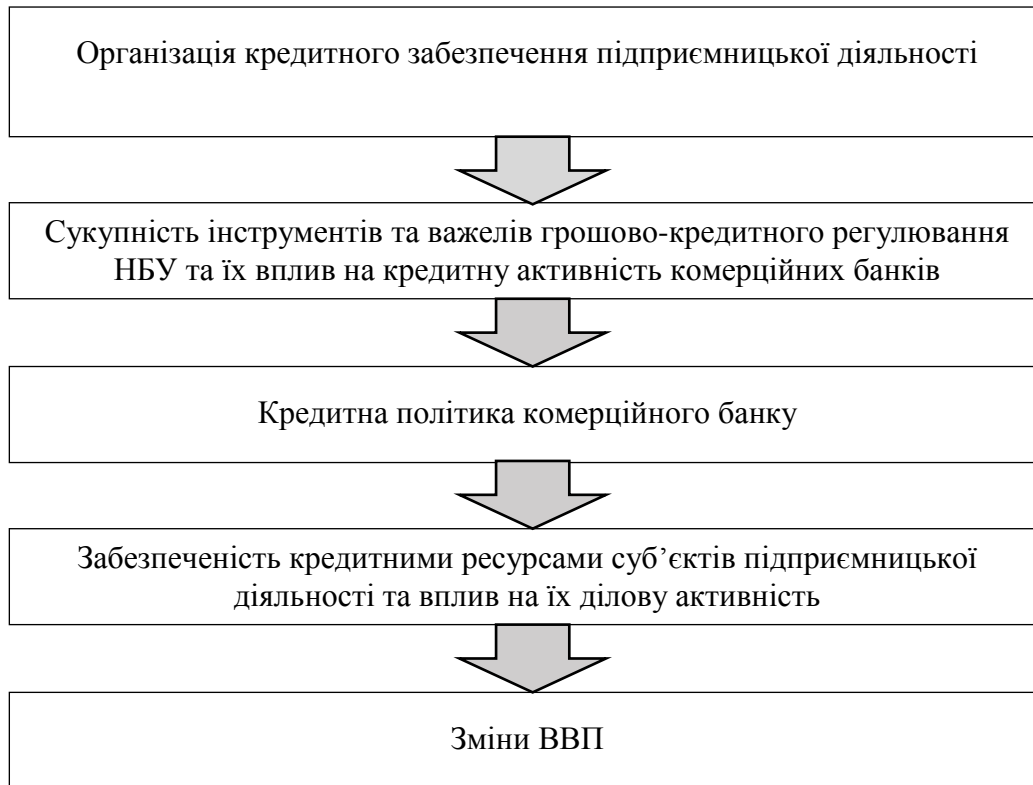 Організація кредитного забезпечення підприємницької діяльності
Сукупність інструментів та важелів грошово-кредитного регулювання
НБУ та їх вплив на кредитну активність комерційних банків
Кредитна політика комерційного банку
Забезпеченість кредитними ресурсами суб’єктів підприємницької
діяльності та вплив на їх ділову активність
Зміни ВВП